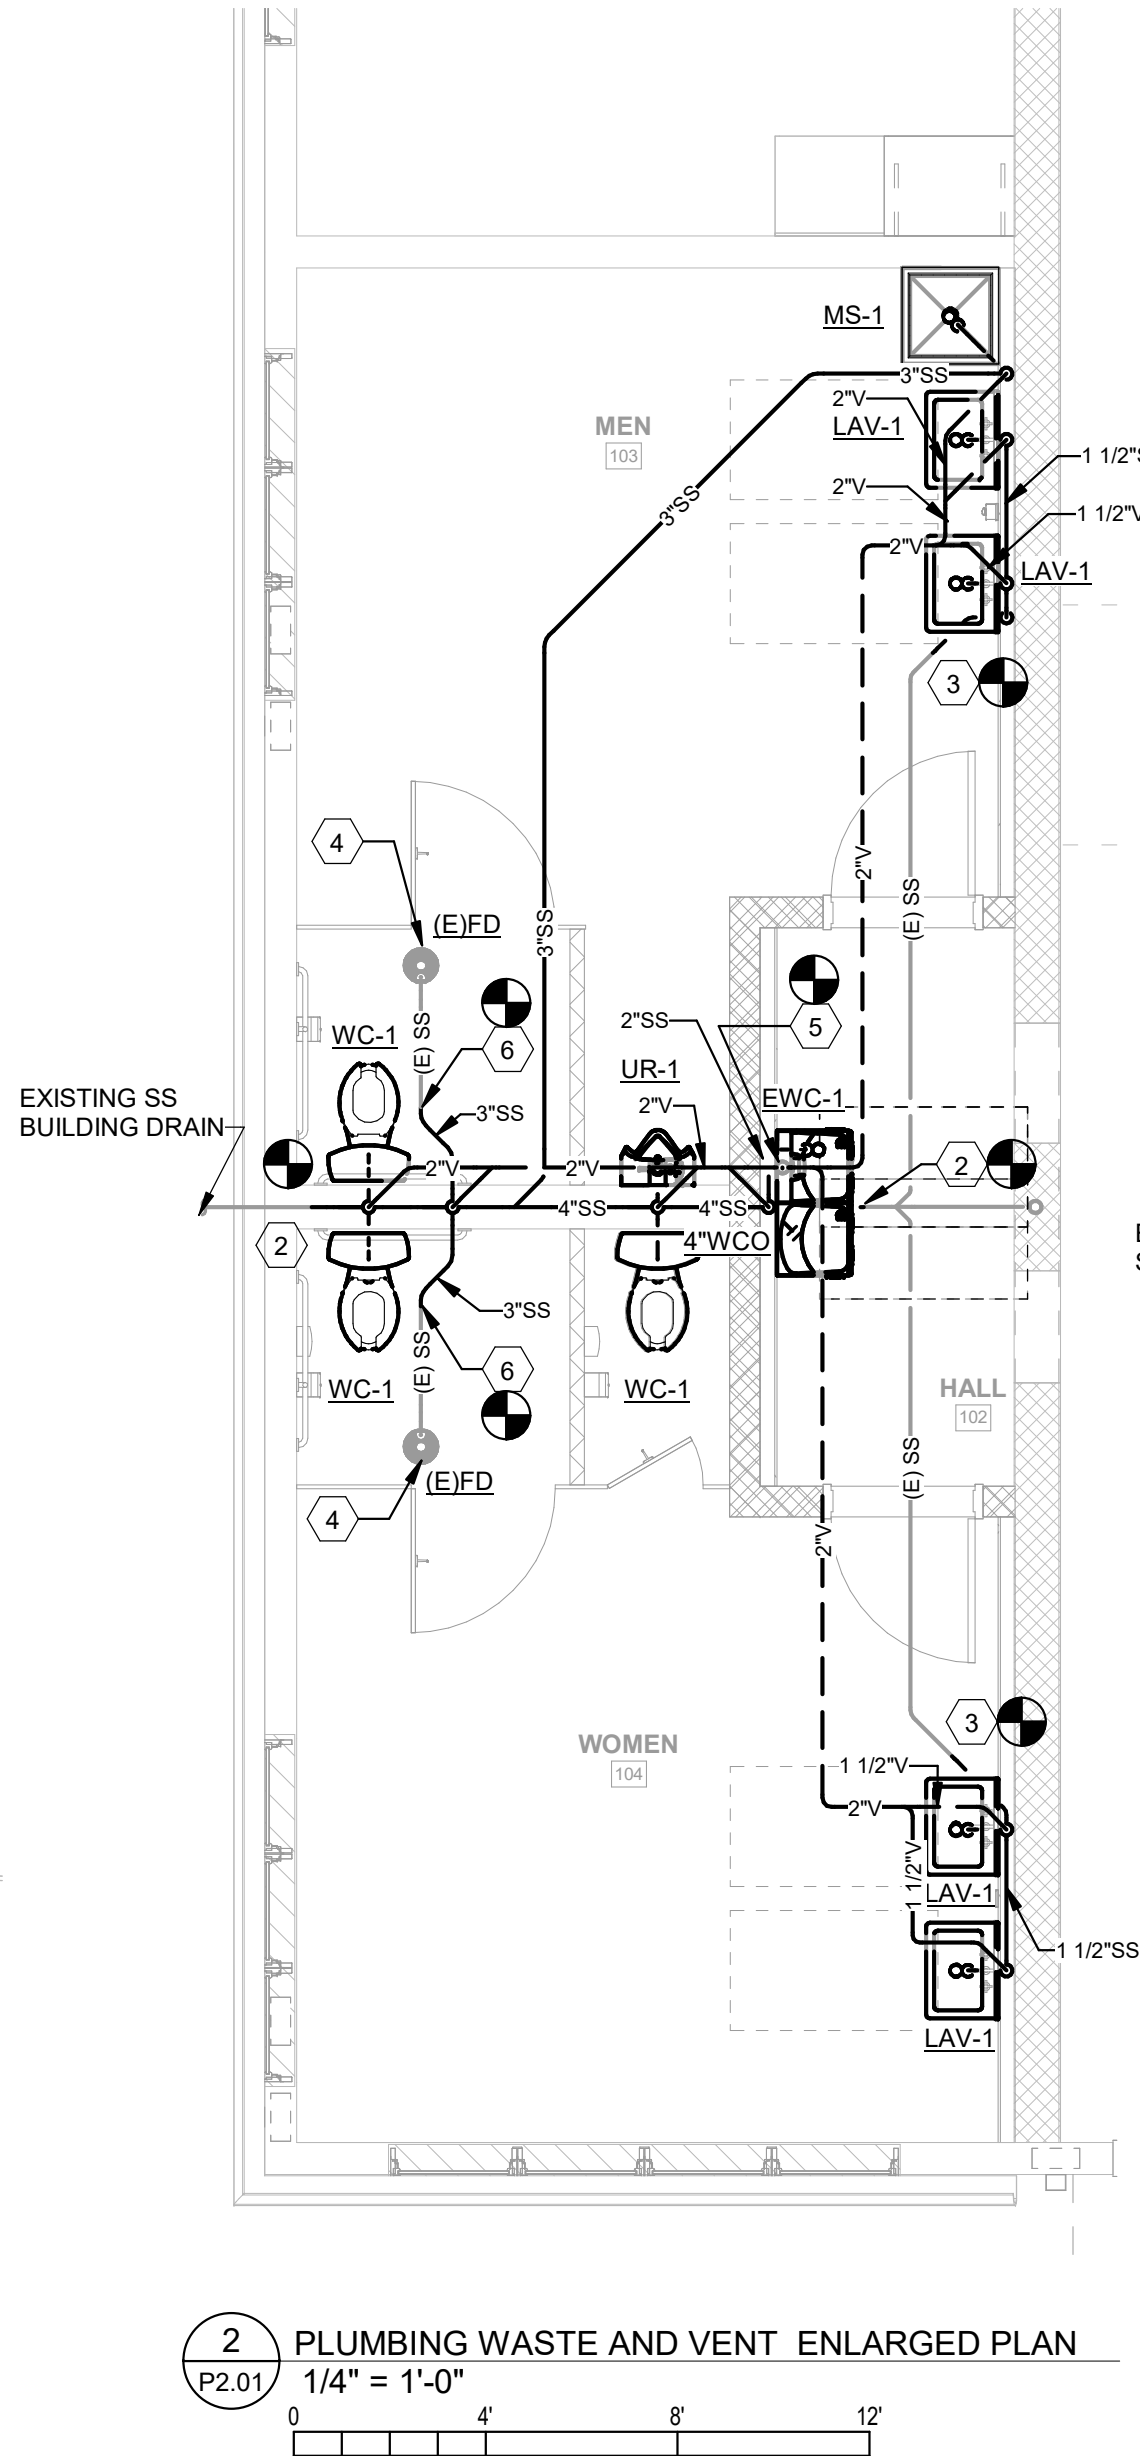 MS-1
3"SS
2"V
LAV-1
MEN
103
1 1/2"S
2"V
3"SS
1 1/2"V
2"V
LAV-1
3
4
2"V
(E) SS
(E)FD
3"SS
5
2"SS
(E) SS
WC-1
6
UR-1
EXISTING SS
BUILDING DRAIN
3"SS
2"V
EWC-1
2"V
2"V
2
4"SS
4"SS
2
4"WCO
3"SS
(E) SS
6
WC-1
WC-1
HALL
102
(E)FD
(E) SS
4
2"V
3
WOMEN
104
1 1/2"V
2"V
1 1/2"V
LAV-1
1 1/2"SS
LAV-1
2
P2.01
PLUMBING WASTE AND VENT ENLARGED PLAN
1/4" = 1'-0"
0 4' 8' 12'